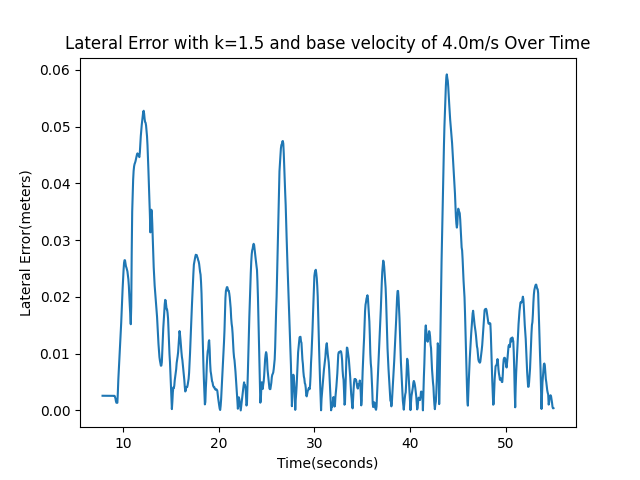 Lateral Error with k=1.5 and base velocity of 4.0m/s Over Time
0.06
0.05
0.04
0.03
0.02
0.01
0.00
Lateral Error(meters)
10 20 30 40 50
Time(seconds)